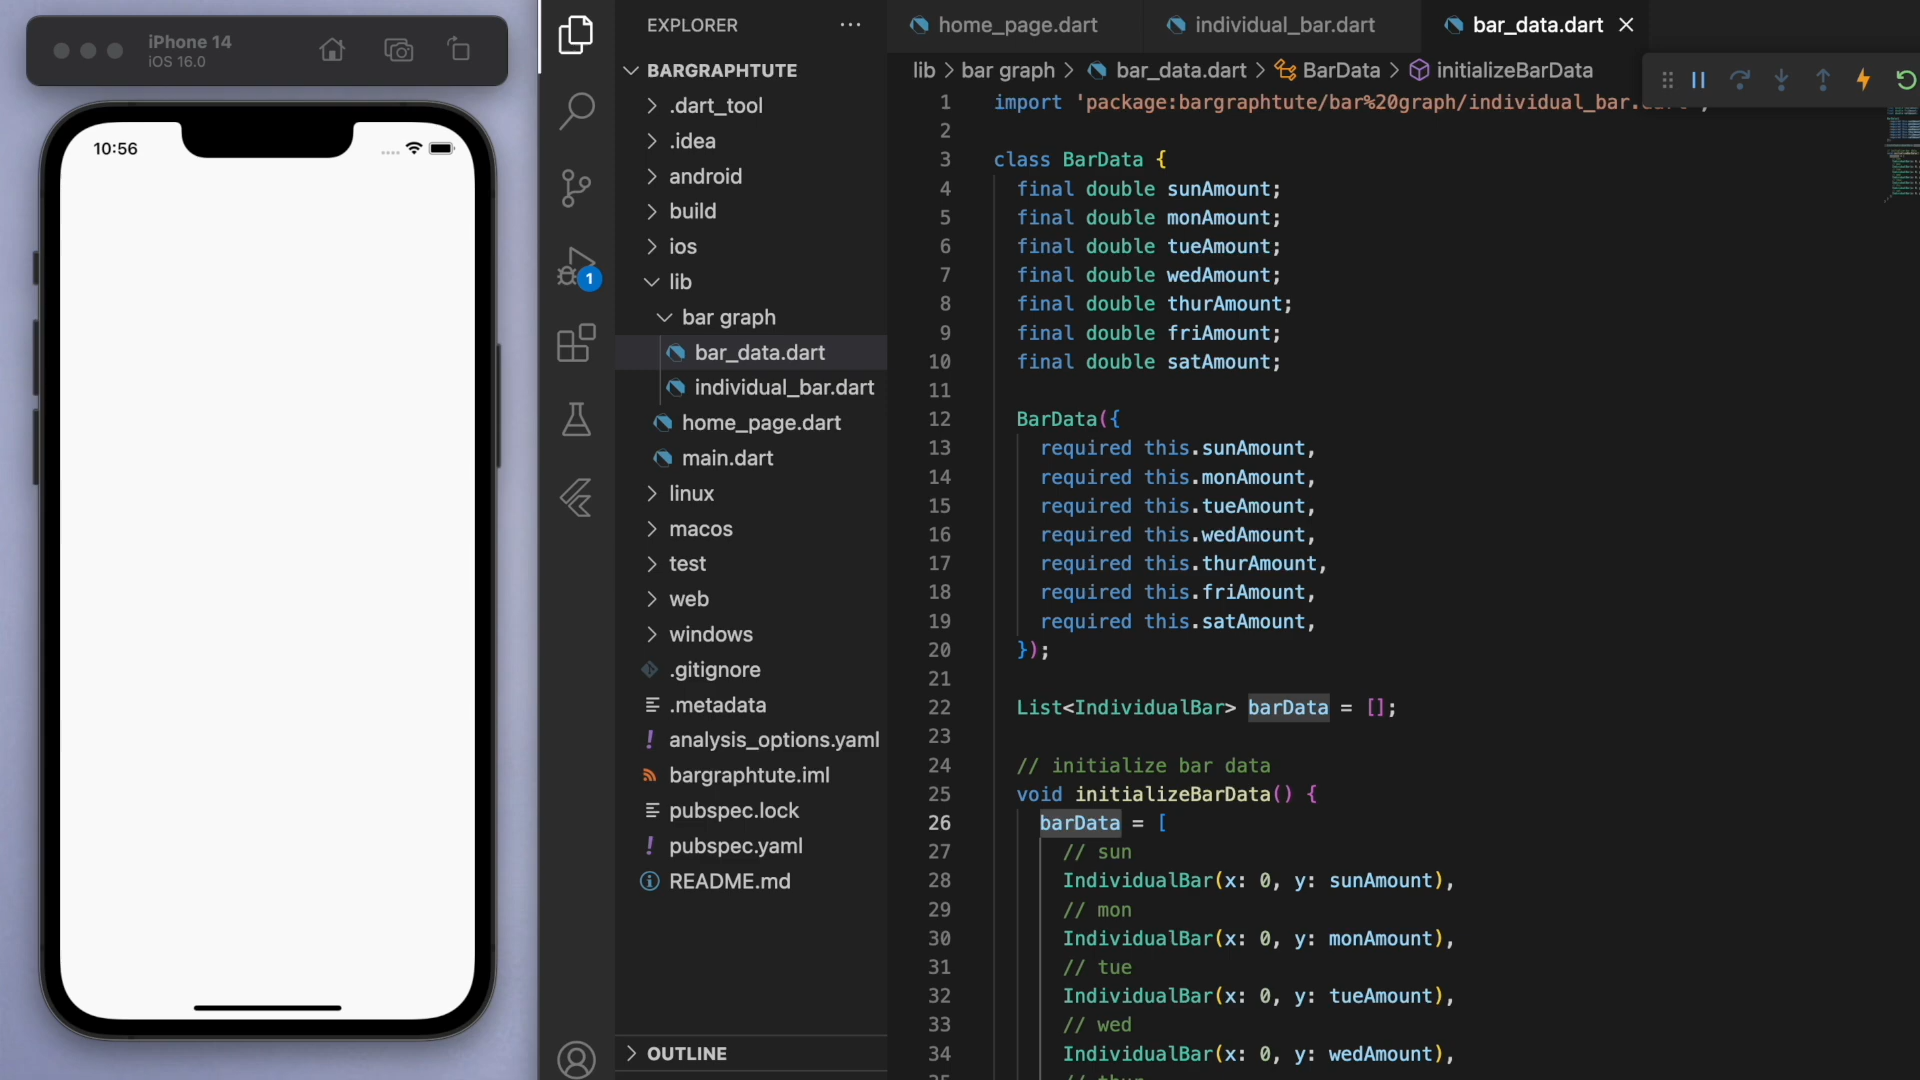 iPhone 14
iOS 16.0
10:56
1
EXPLORER
BARGRAPHTUTE
.dart_tool
.idea
android
build
ios
lib
bar graph
bar_data.dart
individual_bar.dart
home_page.dart
main.dart
linux
macos
test
web
windows
.gitignore
.metadata
analysis_options.yaml
bargraphtute.iml
pubspec.lock
pubspec.yaml
README.md
OUTLINE
home_page.dart individual_bar.dart bar_data.dart
lib > bar graph > bar_data.dart > BarData > initializeBarData
1 import 'package:bargraphtute/bar%20graph/individual_bar.
2
3 class BarData {
4 final double sunAmount;
5 final double monAmount;
6 final double tueAmount;
7 final double wedAmount;
8 final double thurAmount;
9 final double friAmount;
10 final double satAmount;
11
12 BarData({
13 required this.sunAmount,
14 required this.monAmount,
15 required this.tueAmount,
16 required this.wedAmount,
17 required this.thurAmount,
18 required this.friAmount,
19 required this.satAmount,
20 });
21
22 List<IndividualBar> barData = [];
23
24 // initialize bar data
25 void initializeBarData() {
26 barData = [
27 // sun
28 IndividualBar(x: 0, y: sunAmount),
29 // mon
30 IndividualBar(x: 0, y: monAmount),
31 // tue
32 IndividualBar(x: 0, y: tueAmount),
33 // wed
34 IndividualBar(x: 0, y: wedAmount),